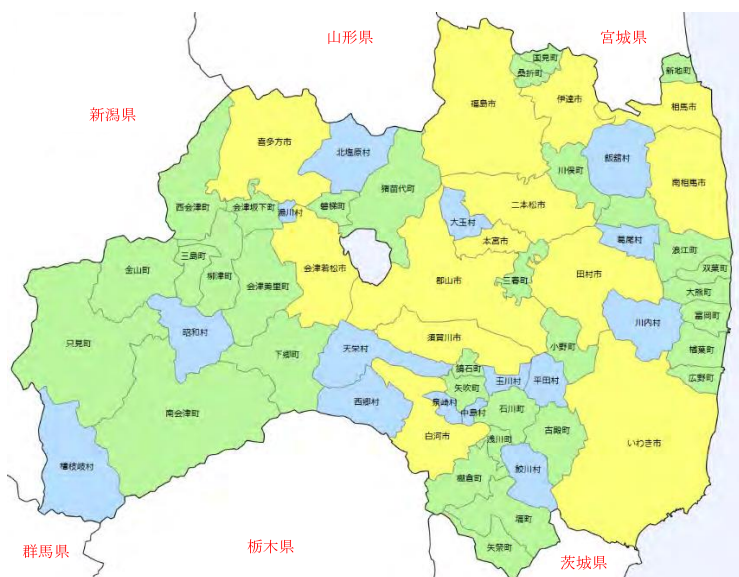 山形県
宮城県
新潟県
国見町
桑折町
新地町
福島市
伊達市
相馬市
喜多方市
北塩原村
飯舘村
川俣町
南相馬市
猪苗代町
西会津町
会津坂下町
湯川村
磐梯町
二本松市
大玉村
本宮市
葛尾村
浪江町
双葉町
三島町
金山町
柳津町
会津美里町
会津若松市
郡山市
三春町
田村市
大熊町
富岡町
川内村
楢葉町
広野町
只見町
昭和村
下郷町
天栄村
須賀川市
小野町
鏡石町
矢吹町
玉川村
平田村
西郷村
泉崎村
中島村
石川町
古殿町
南会津町
白河市
浅川町
いわき市
檜枝岐村
棚倉町
鮫川村
塙町
矢祭町
群馬県
栃木県
茨城県